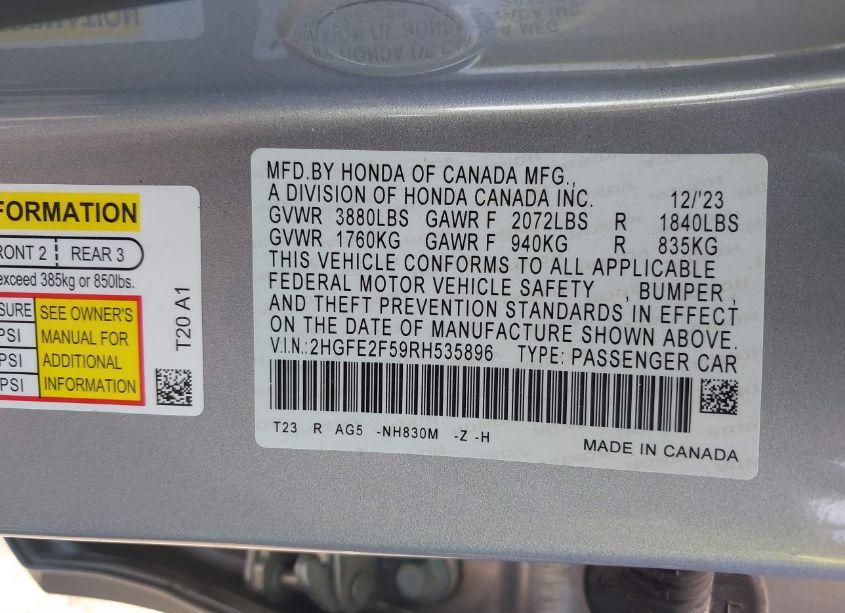 FORMATION
FRONT 2 REAR 3
exceed 385kg or 850lbs.
SURE SEE OWNER'S
PSI MANUAL FOR
PSI ADDITIONAL
PSI INFORMATION
T20 A1
MFD.BY HONDA OF CANADA MFG.,
A DIVISION OF HONDA CANADA INC. 12/'23
GVWR 3880LBS GAWR F 2072LBS R 1840LBS
GVWR 1760KG GAWR F 940KG R 835KG
THIS VEHICLE CONFORMS TO ALL APPLICABLE
FEDERAL MOTOR VEHICLE SAFETY , BUMPER ,
AND THEFT PREVENTION STANDARDS IN EFFECT
ON THE DATE OF MANUFACTURE SHOWN ABOVE.
V.I.N.:2HGFE2F59RH535896 TYPE: PASSENGER CAR
T23 R AG5 -NH830M -Z -H
MADE IN CANADA